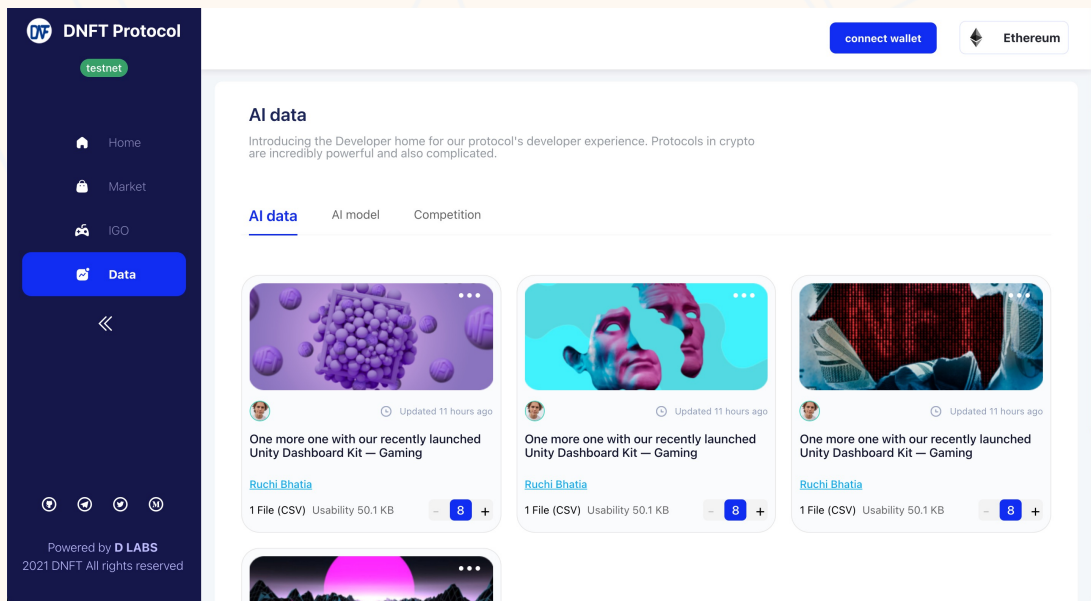 DNFT Protocol
testnet
Home
Market
IGO
Data
Powered by D LABS
2021 DNFT All rights reserved
connect wallet
Ethereum
AI data
Introducing the Developer home for our protocol's developer experience. Protocols in crypto
are incredibly powerful and also complicated.
AI data
AI model
Competition
Updated 11 hours ago
One more one with our recently launched
Unity Dashboard Kit — Gaming
Ruchi Bhatia
1 File (CSV) Usability 50.1 KB
- 8 +
Updated 11 hours ago
One more one with our recently launched
Unity Dashboard Kit — Gaming
Ruchi Bhatia
1 File (CSV) Usability 50.1 KB
- 8 +
NFT
Updated 11 hours ago
One more one with our recently launched
Unity Dashboard Kit — Gaming
Ruchi Bhatia
1 File (CSV) Usability 50.1 KB
- 8 +